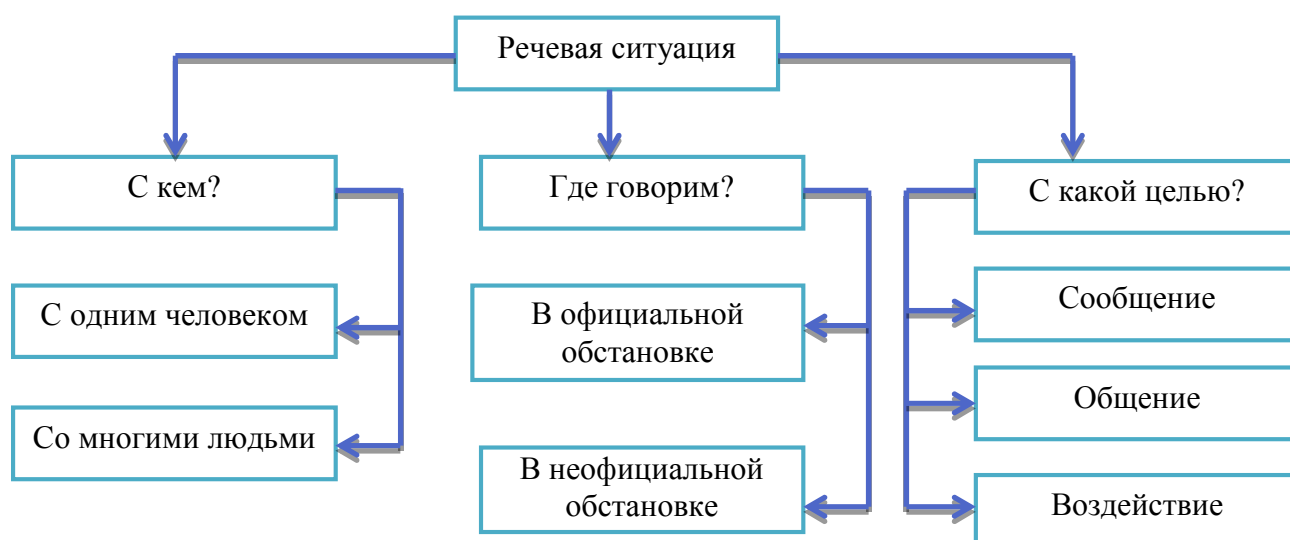 Речевая ситуация
С кем?
Где говорим?
С какой целью?
С одним человеком
Со многими людьми
В официальной
обстановке
В неофициальной
обстановке
Сообщение
Общение
Воздействие